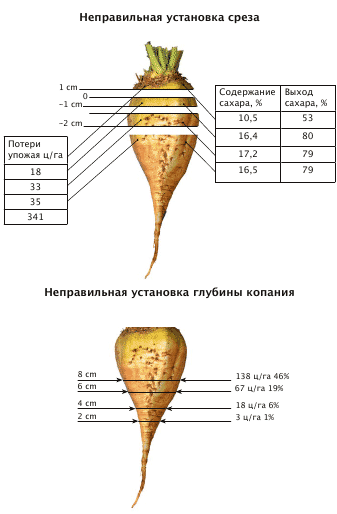 Неправильная установка среза
1 cm
0
–1 cm
–2 cm
Содержание сахара, %
Выход сахара, %
10,5 53
16,4 80
17,2 79
16,5 79
Потери
упожая ц/га
18
33
35
341
Неправильная установка глубины копания
8 cm
6 cm
4 cm
2 cm
138 ц/га 46%
67 ц/га 19%
18 ц/га 6%
3 ц/га 1%